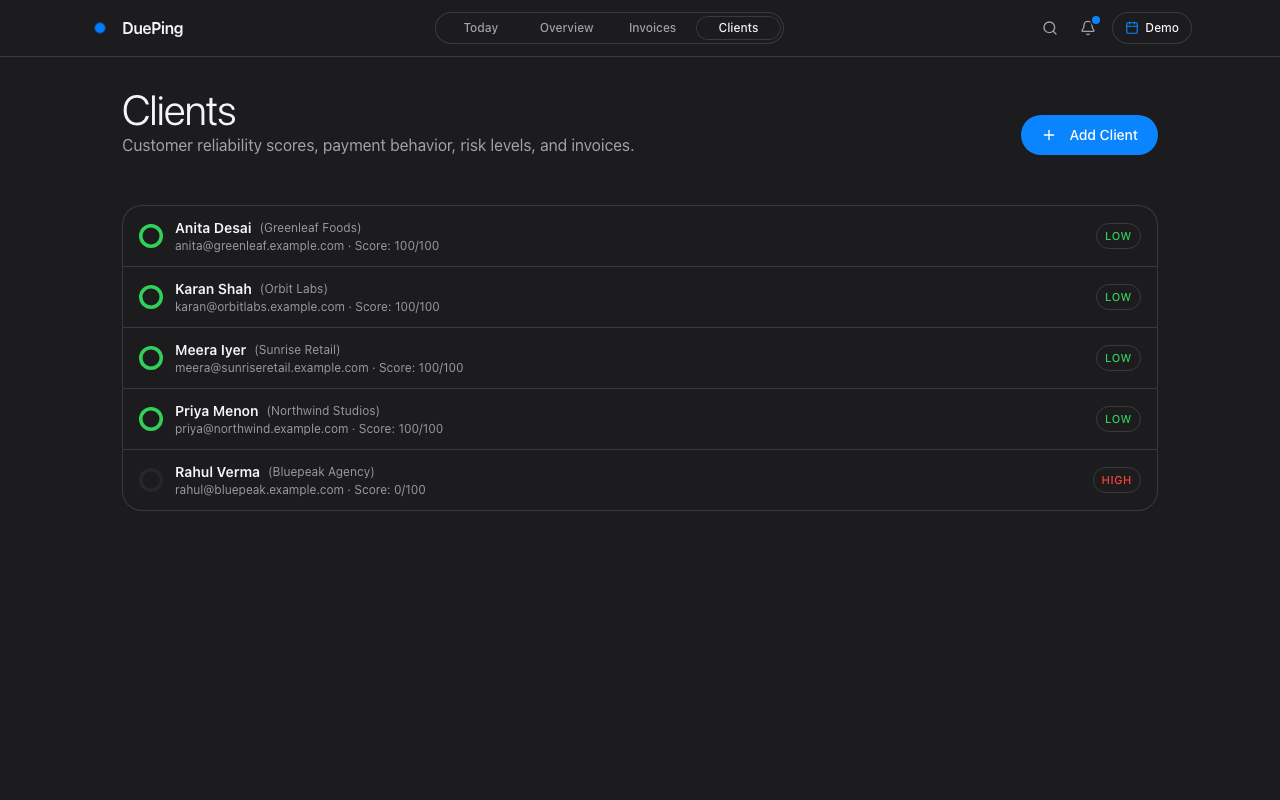 DuePing
Today
Overview
Invoices
Clients
Demo
Clients
Customer reliability scores, payment behavior, risk levels, and invoices.
Add Client
Anita Desai (Greenleaf Foods)
anita@greenleaf.example.com · Score: 100/100
LOW
Karan Shah (Orbit Labs)
karan@orbitlabs.example.com · Score: 100/100
LOW
Meera Iyer (Sunrise Retail)
meera@sunriseretail.example.com · Score: 100/100
LOW
Priya Menon (Northwind Studios)
priya@northwind.example.com · Score: 100/100
LOW
Rahul Verma (Bluepeak Agency)
rahul@bluepeak.example.com · Score: 0/100
HIGH